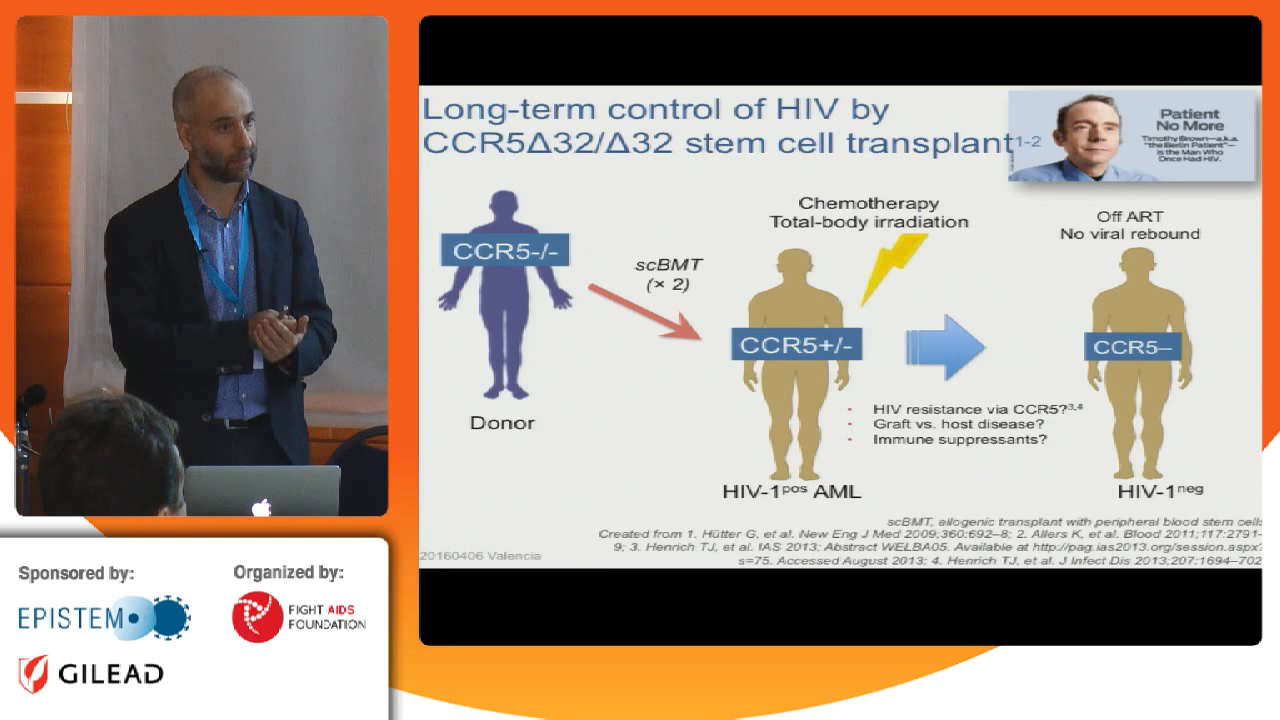 Long-term control of HIV by
CCR5Δ32/Δ32 stem cell transplant¹⁻²
Patient
No More
Timothy Brown—a.k.a.
"the Berlin Patient"—
is the Man Who
Once Had HIV.
CCR5-/-
scBMT
(× 2)
Donor
Chemotherapy
Total-body irradiation
CCR5+/-
HIV-1pos AML
Off ART
No viral rebound
CCR5–
HIV-1neg
• HIV resistance via CCR5?³,⁴
• Graft vs. host disease?
• Immune suppressants?
scBMT, allogenic transplant with peripheral blood stem cells
Created from 1. Hütter G, et al. New Eng J Med 2009;360:692–8; 2. Allers K, et al. Blood 2011;117:2791-
9; 3. Henrich TJ, et al. IAS 2013; Abstract WELBA05. Available at http://pag.ias2013.org/session.aspx?
s=75. Accessed August 2013; 4. Henrich TJ, et al. J Infect Dis 2013;207:1694–702
20160406 Valencia
Sponsored by:
EPISTEM
GILEAD
Organized by:
FIGHT AIDS
FOUNDATION